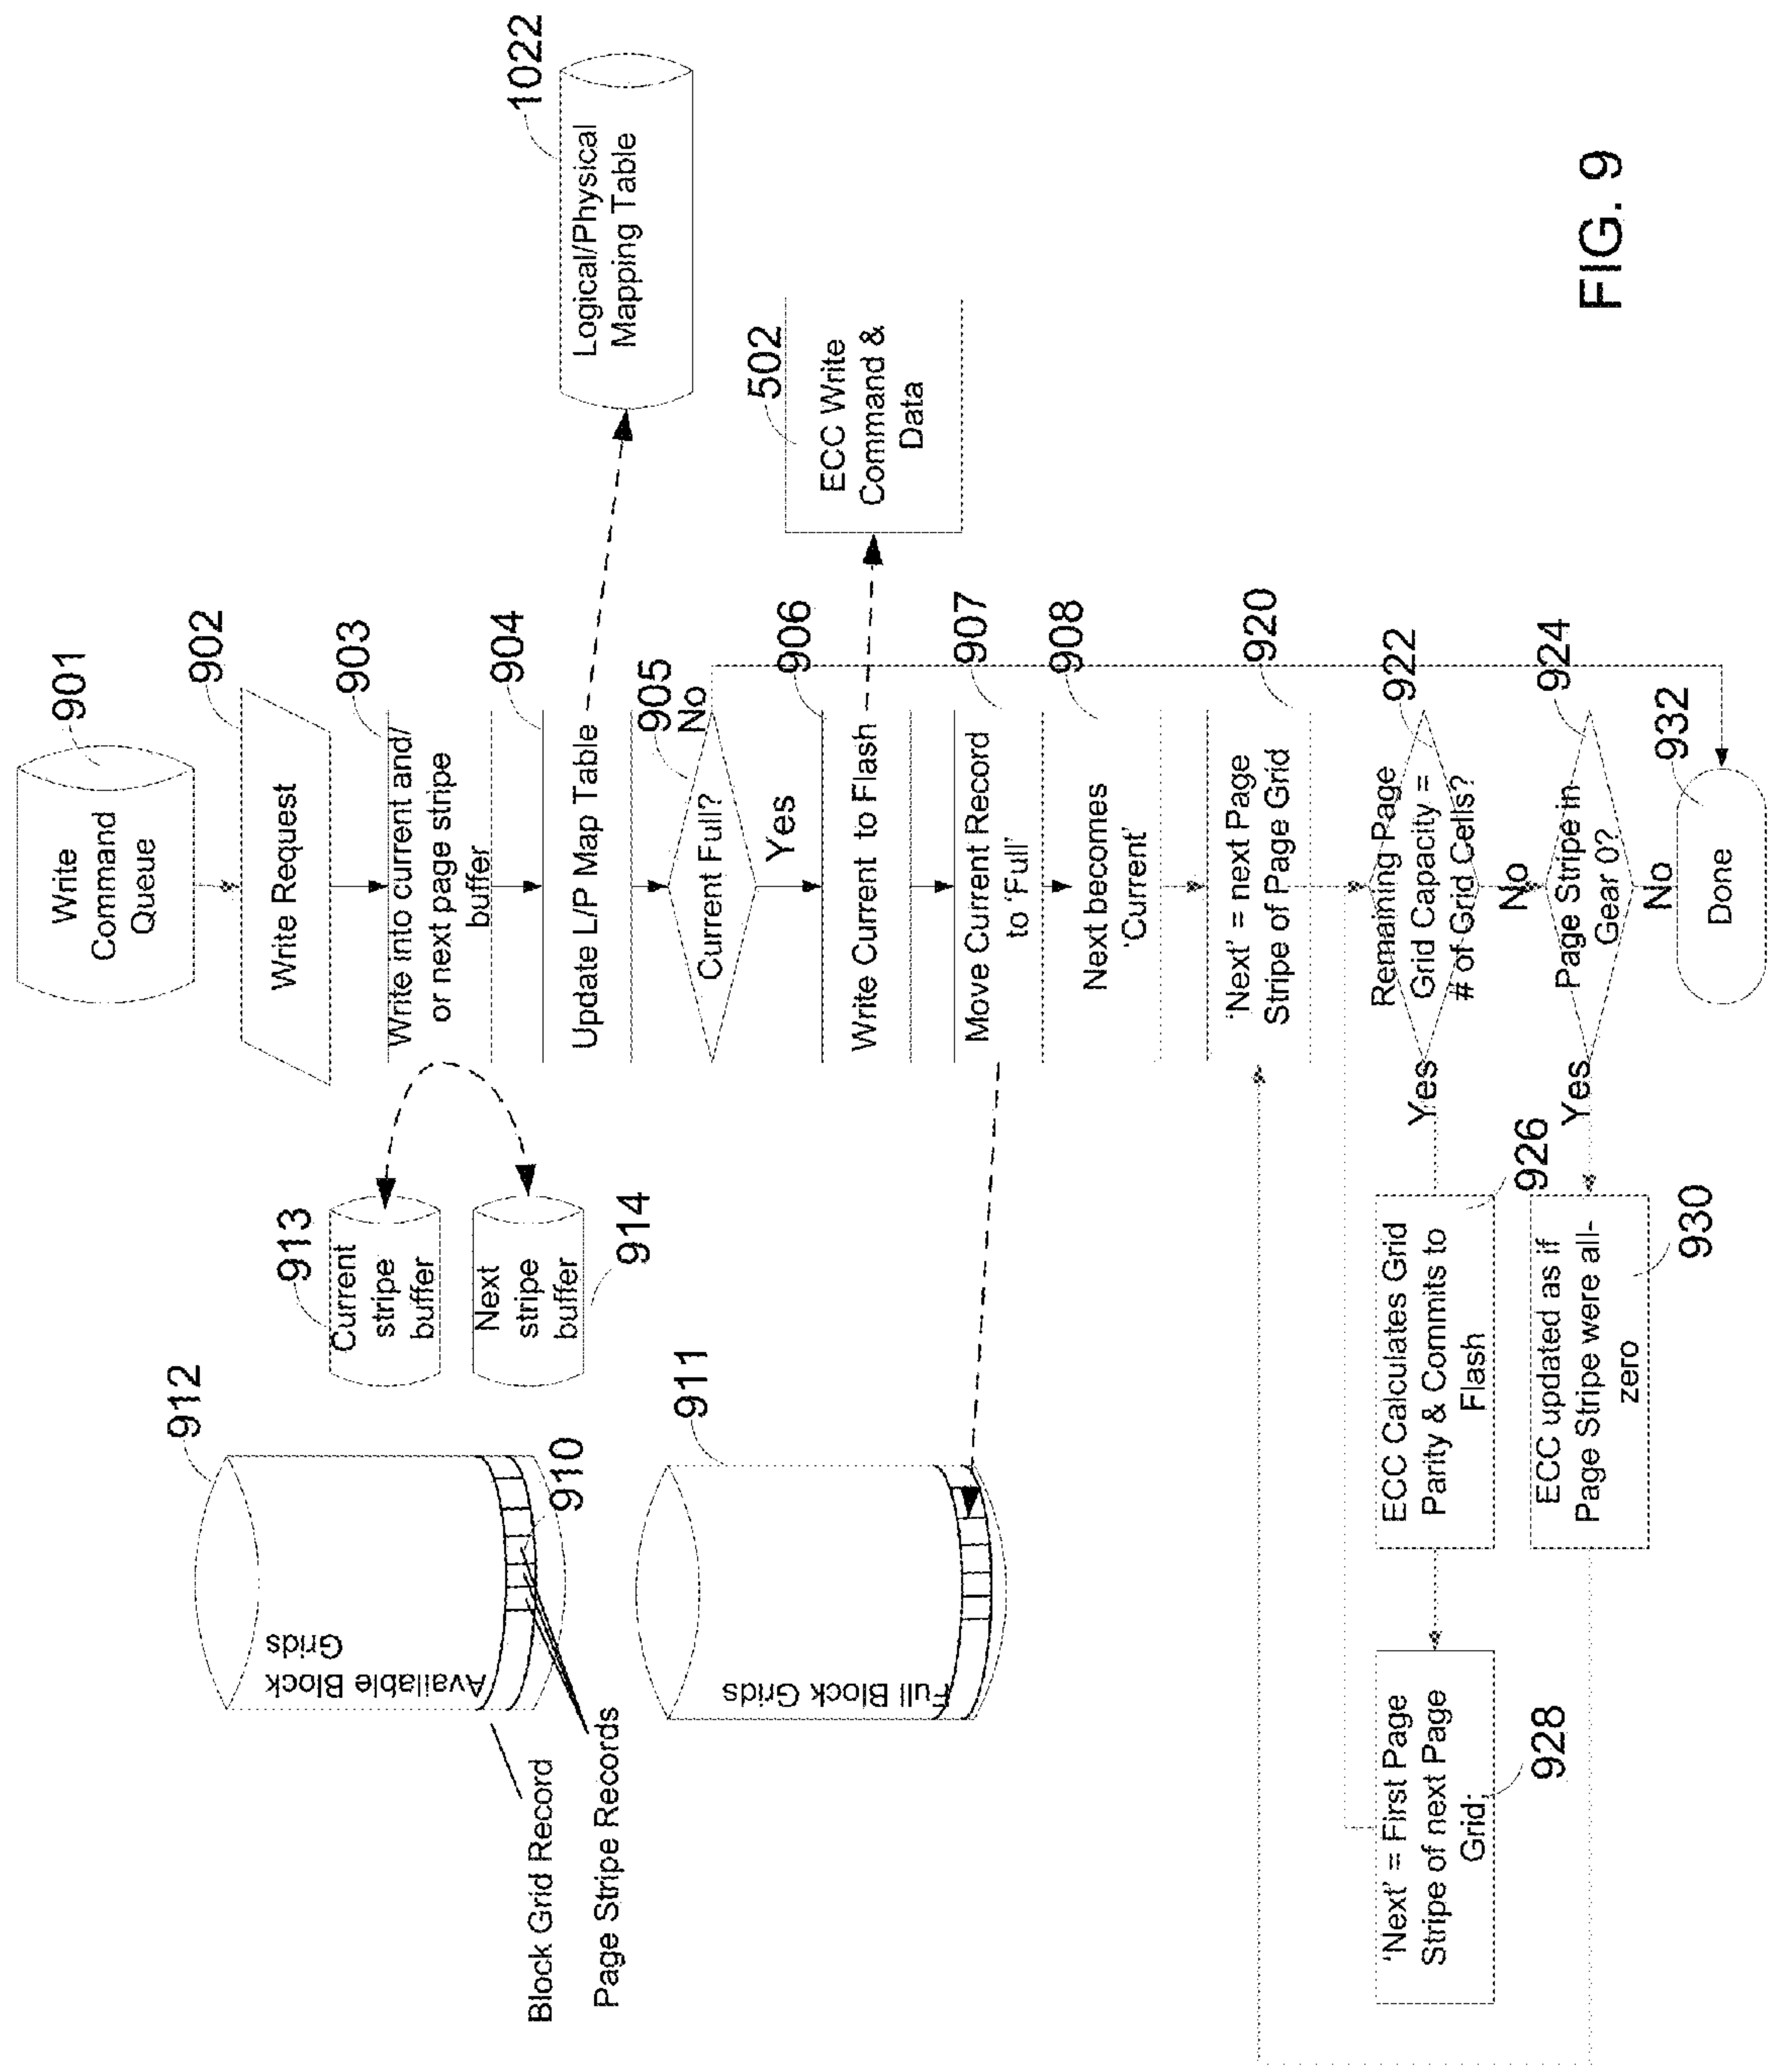 901
Write
Command
Queue
902
Write Request
903
Write into current and/
or next page stripe
buffer
913
Current
stripe
buffer
Next
stripe
buffer
914
904
Update L/P Map Table
1022
Logical/Physical
Mapping Table
905
No
Current Full?
Yes
906
Write Current to Flash
502
ECC Write
Command &
Data
907
Move Current Record
to 'Full'
908
Next becomes
'Current'
912
Available Block
Grids
910
Block Grid Record
Page Stripe Records
911
Full Block Grids
920
'Next' = next Page
Stripe of Page Grid
922
Remaining Page
Grid Capacity =
# of Grid Cells?
Yes
No
926
ECC Calculates Grid
Parity & Commits to
Flash
'Next' = First Page
Stripe of next Page
Grid;
928
924
Page Stripe in
Gear 0?
Yes
No
ECC updated as if
Page Stripe were all-
zero
930
932
Done
FIG. 9